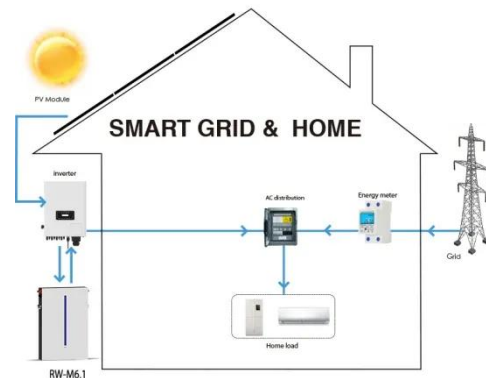 PV Module
SMART GRID & HOME
inverter
AC distribution
Energy meter
Grid
Home load
RW-M6.1